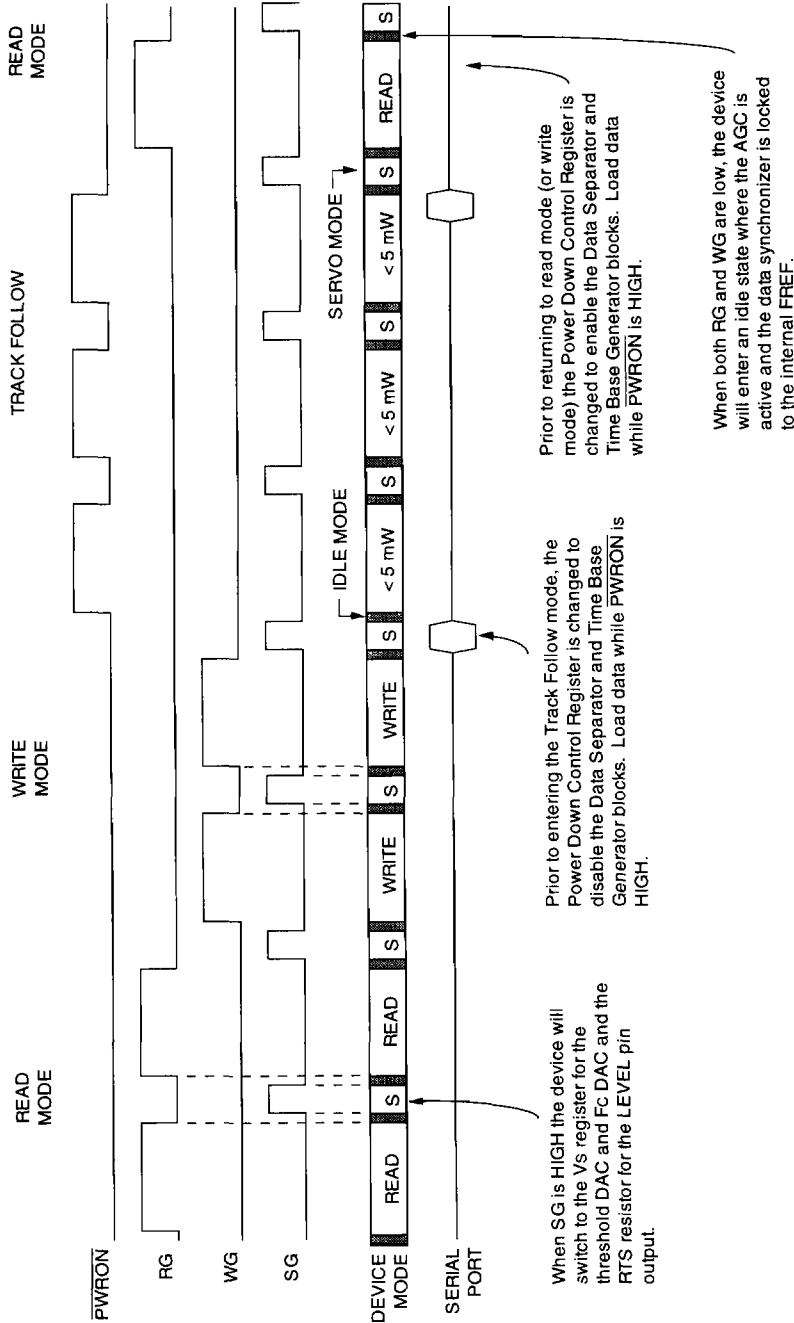 READ
MODE
WRITE
MODE
TRACK FOLLOW
READ
MODE
PWRON
RG
WG
SG
IDLE MODE
SERVO MODE
DEVICE
MODE
READ
S
READ
S
WRITE
S
WRITE
S
< 5 mW
S
< 5 mW
S
< 5 mW
S
READ
S
SERIAL
PORT
When SG is HIGH the device will
switch to the Vs register for the
threshold DAC and Fc DAC and the
RTS resistor for the LEVEL pin
output.
Prior to entering the Track Follow mode, the
Power Down Control Register is changed to
disable the Data Separator and Time Base
Generator blocks. Load data while PWRON is
HIGH.
Prior to returning to read mode (or write
mode) the Power Down Control Register is
changed to enable the Data Separator and
Time Base Generator blocks. Load data
while PWRON is HIGH.
When both RG and WG are low, the device
will enter an idle state where the AGC is
active and the data synchronizer is locked
to the internal FREF.